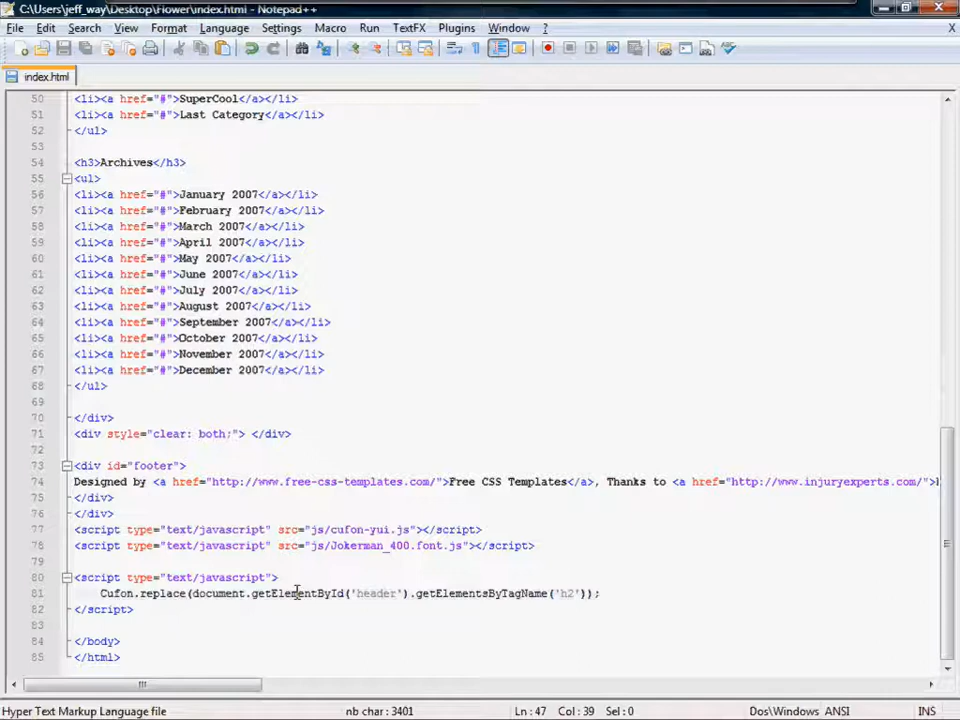 C:\Users\jeff_way\Desktop\Flower\index.html - Notepad++
File Edit Search View Format Language Settings Macro Run TextFX Plugins Window ? X
index.html
50 <li><a href="#">SuperCool</a></li>
51 <li><a href="#">Last Category</a></li>
52 </ul>
53
54 <h3>Archives</h3>
55 <ul>
56 <li><a href="#">January 2007</a></li>
57 <li><a href="#">February 2007</a></li>
58 <li><a href="#">March 2007</a></li>
59 <li><a href="#">April 2007</a></li>
60 <li><a href="#">May 2007</a></li>
61 <li><a href="#">June 2007</a></li>
62 <li><a href="#">July 2007</a></li>
63 <li><a href="#">August 2007</a></li>
64 <li><a href="#">September 2007</a></li>
65 <li><a href="#">October 2007</a></li>
66 <li><a href="#">November 2007</a></li>
67 <li><a href="#">December 2007</a></li>
68 </ul>
69
70 </div>
71 <div style="clear: both;"> </div>
72
73 <div id="footer">
74 Designed by <a href="http://www.free-css-templates.com/">Free CSS Templates</a>, Thanks to <a href="http://www.injuryexperts.com/">
75 </div>
76 </div>
77 <script type="text/javascript" src="js/cufon-yui.js"></script>
78 <script type="text/javascript" src="js/Jokerman_400.font.js"></script>
79
80 <script type="text/javascript">
81 Cufon.replace(document.getElementById('header').getElementsByTagName('h2'));
82 </script>
83
84 </body>
85 </html>
Hyper Text Markup Language file nb char : 3401 Ln : 47 Col : 39 Sel : 0 Dos\Windows ANSI INS